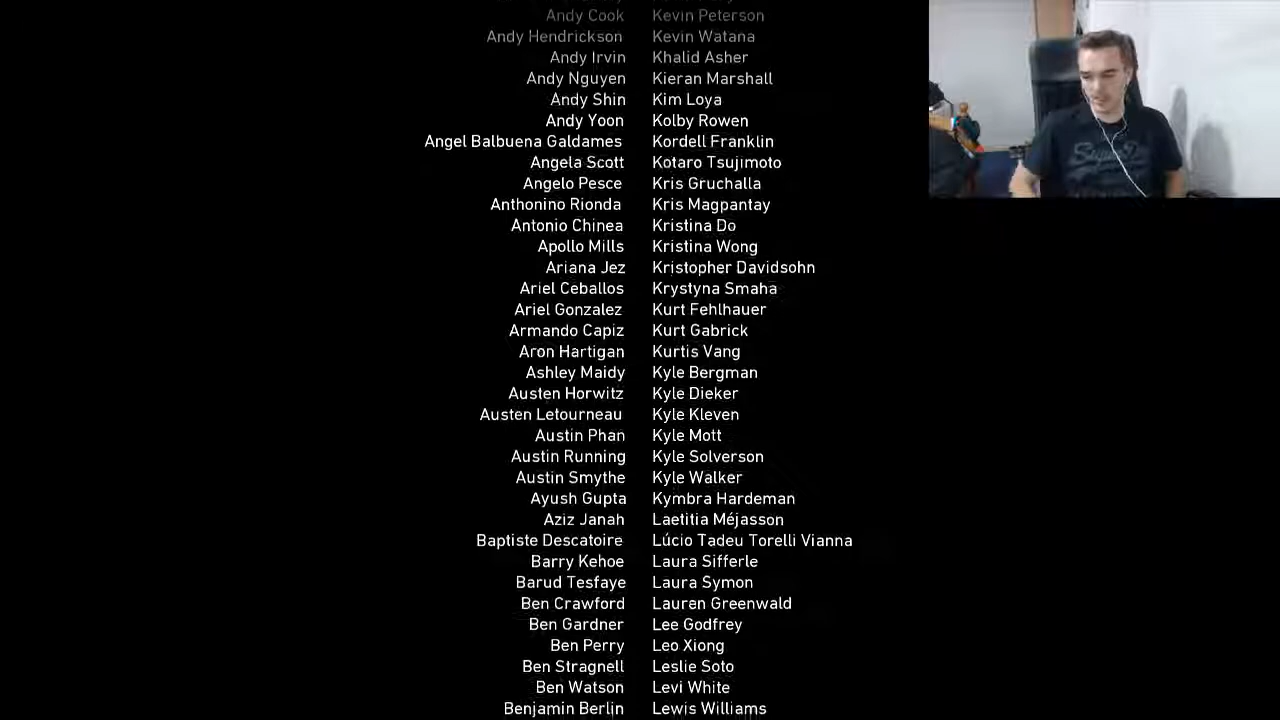 Andy Cook Kevin Peterson
Andy Hendrickson Kevin Watana
Andy Irvin Khalid Asher
Andy Nguyen Kieran Marshall
Andy Shin Kim Loya
Andy Yoon Kolby Rowen
Angel Balbuena Galdames Kordell Franklin
Angela Scott Kotaro Tsujimoto
Angelo Pesce Kris Gruchalla
Anthonino Rionda Kris Magpantay
Antonio Chinea Kristina Do
Apollo Mills Kristina Wong
Ariana Jez Kristopher Davidsohn
Ariel Ceballos Krystyna Smaha
Ariel Gonzalez Kurt Fehlhauer
Armando Capiz Kurt Gabrick
Aron Hartigan Kurtis Vang
Ashley Maidy Kyle Bergman
Austen Horwitz Kyle Dieker
Austen Letourneau Kyle Kleven
Austin Phan Kyle Mott
Austin Running Kyle Solverson
Austin Smythe Kyle Walker
Ayush Gupta Kymbra Hardeman
Aziz Janah Laetitia Méjasson
Baptiste Descatoire Lúcio Tadeu Torelli Vianna
Barry Kehoe Laura Sifferle
Barud Tesfaye Laura Symon
Ben Crawford Lauren Greenwald
Ben Gardner Lee Godfrey
Ben Perry Leo Xiong
Ben Stragnell Leslie Soto
Ben Watson Levi White
Benjamin Berlin Lewis Williams